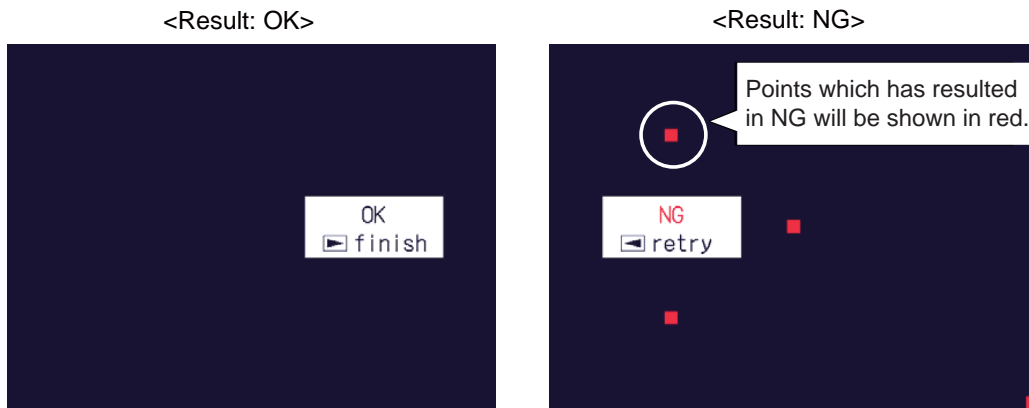 <Result: OK>
<Result: NG>
Points which has resulted
in NG will be shown in red.
OK
finish
NG
retry